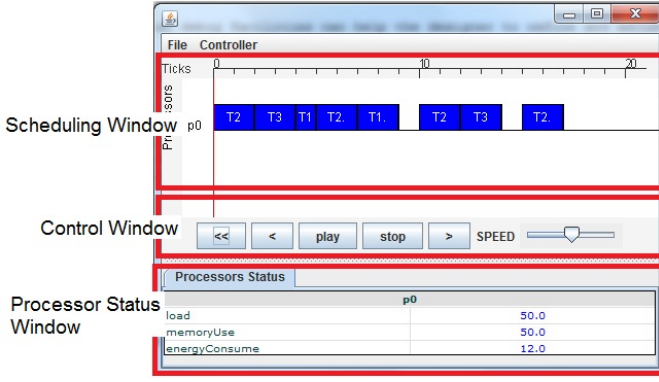 File Controller
Ticks 0 10 20
Processors
Scheduling Window
p0 T2 T3 T1 T2. T1. T2 T3 T2.
Control Window
<< < play stop > SPEED
Processors Status
Processor Status
Window
p0
load 50.0
memoryUse 50.0
energyConsume 12.0